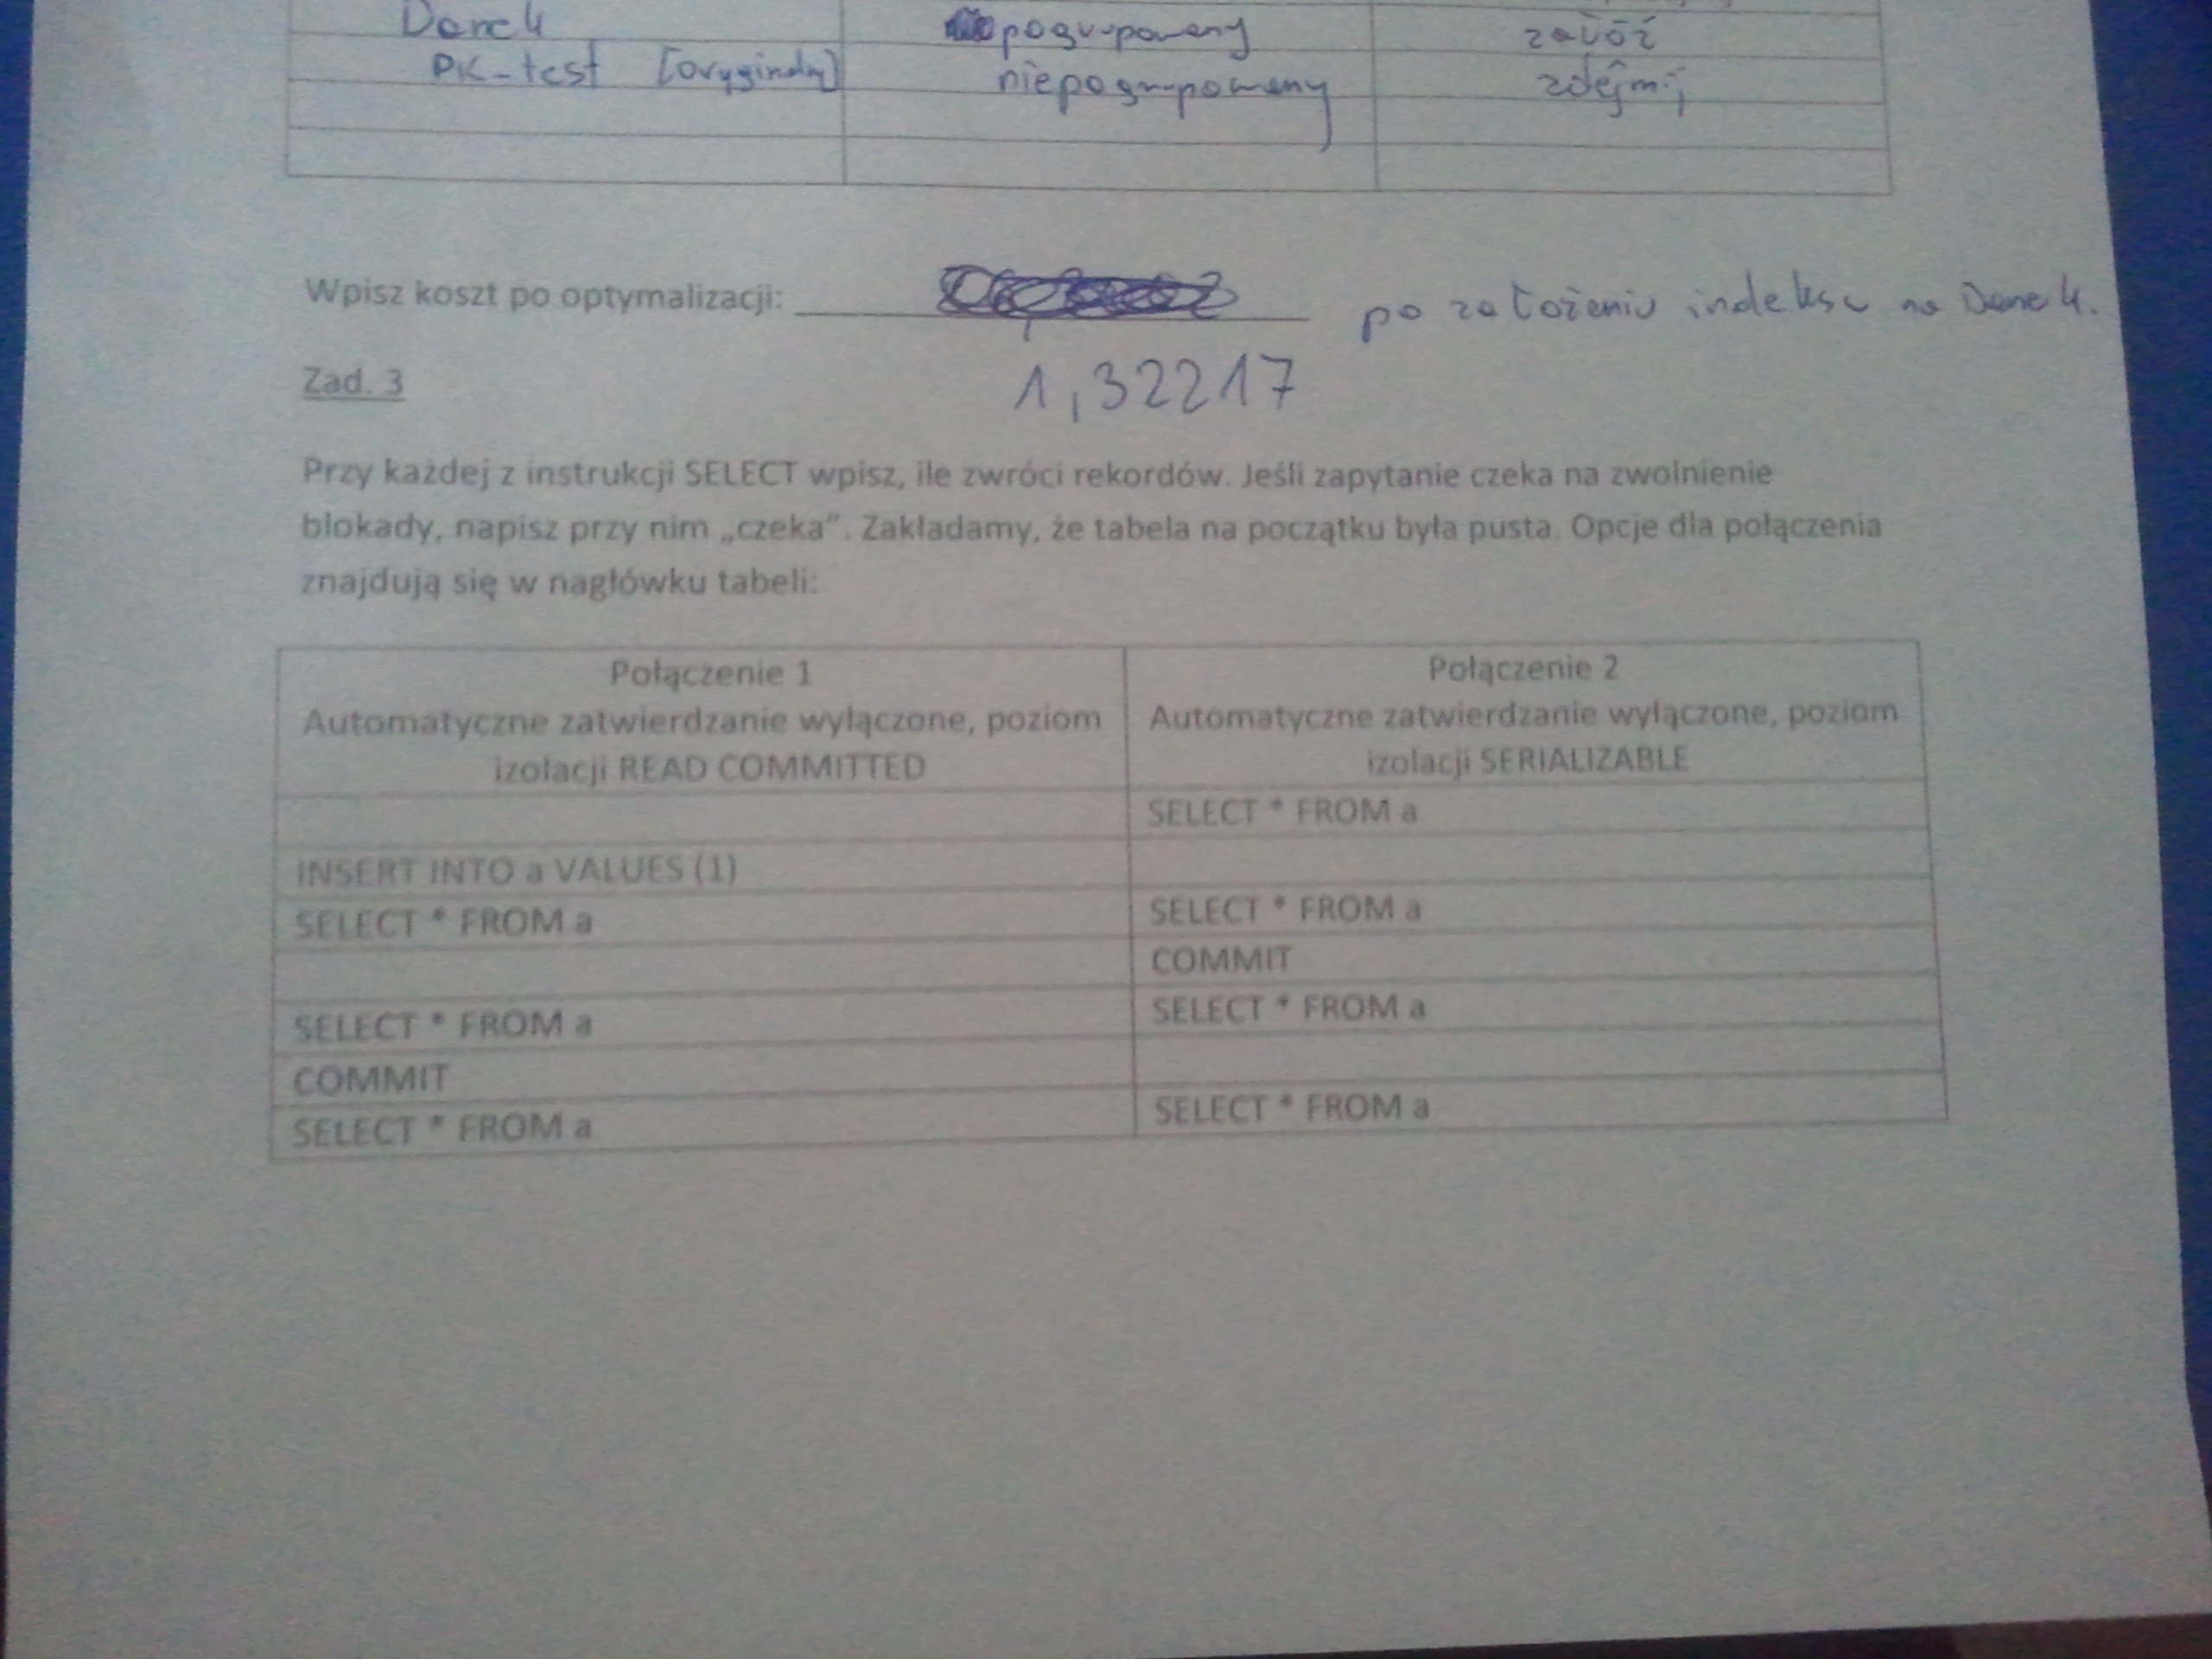 Dane4 pogrupowany załóż
PK_test [oryginalny] niepogrupowany zdejmij
Wpisz koszt po optymalizacji: po założeniu indeksu na Dane4.
1,32217
Zad. 3
Przy każdej z instrukcji SELECT wpisz, ile zwróci rekordów. Jeśli zapytanie czeka na zwolnienie
blokady, napisz przy nim „czeka”. Zakładamy, że tabela na początku była pusta. Opcje dla połączenia
znajdują się w nagłówku tabeli:
Połączenie 1 Połączenie 2
Automatyczne zatwierdzanie wyłączone, poziom Automatyczne zatwierdzanie wyłączone, poziom
izolacji READ COMMITTED izolacji SERIALIZABLE
SELECT * FROM a
INSERT INTO a VALUES (1)
SELECT * FROM a SELECT * FROM a
COMMIT
SELECT * FROM a SELECT * FROM a
COMMIT
SELECT * FROM a SELECT * FROM a